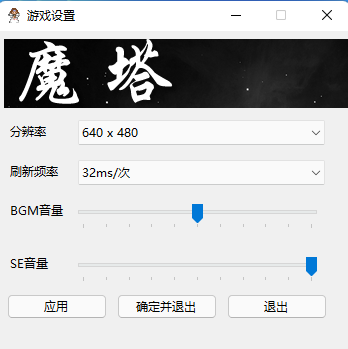 游戏设置
魔塔
分辨率 640 x 480
刷新频率 32ms/次
BGM音量
SE音量
应用 确定并退出 退出